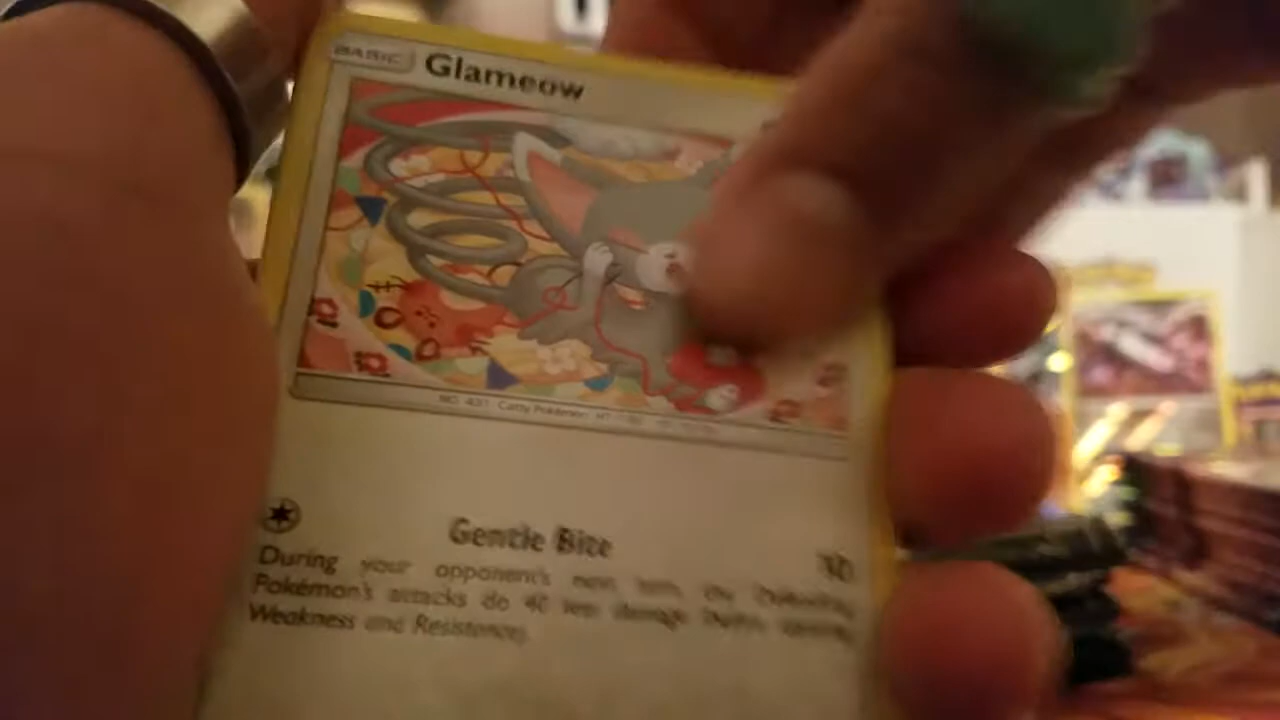 BASIC Glameow
NO. 431 Catty Pokémon HT:
Gentle Bite
During your opponent's next turn, the Defending
Pokémon's attacks do 40 less damage (before applying
Weakness and Resistance).